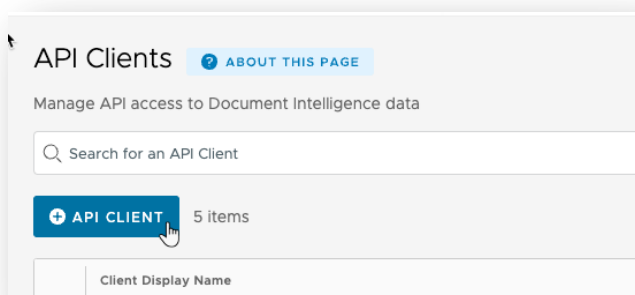 API Clients
ABOUT THIS PAGE
Manage API access to Document Intelligence data
Search for an API Client
API CLIENT
5 items
Client Display Name